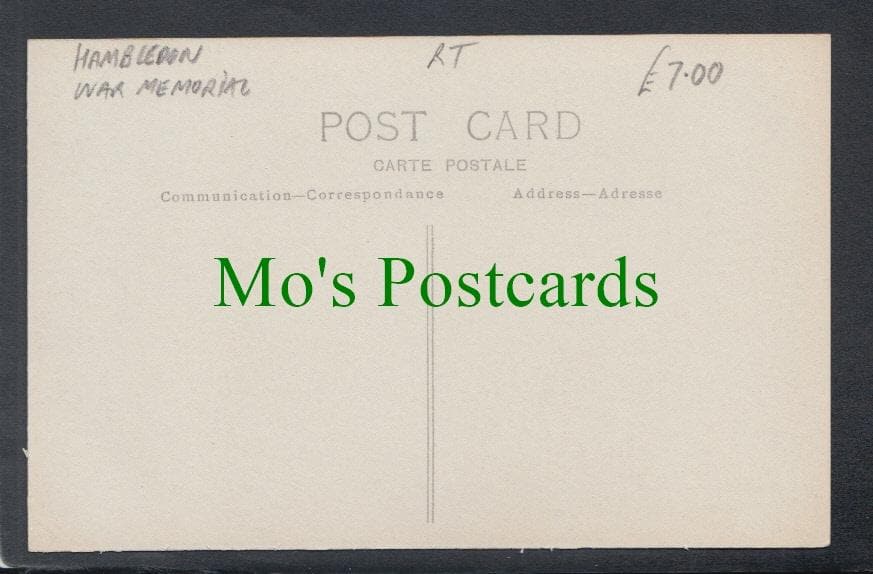 HAMBLEDON
WAR MEMORIAL
RT
£7.00
POST CARD
CARTE POSTALE
Communication—Correspondance
Address—Adresse
Mo's Postcards